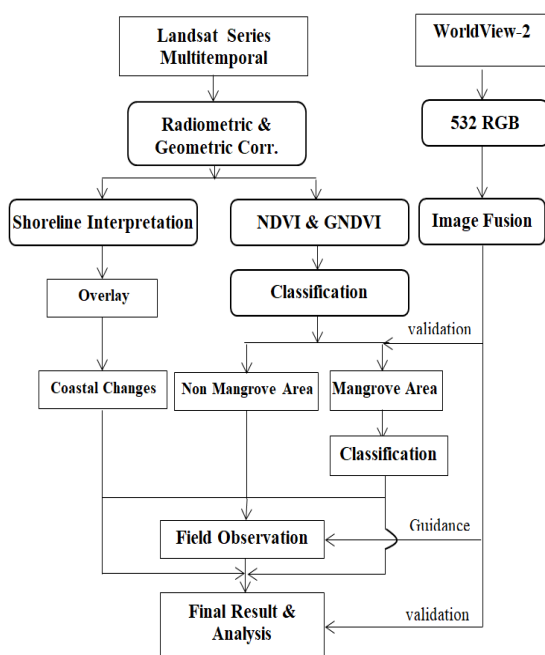 Landsat Series
Multitemporal
WorldView-2
Radiometric &
Geometric Corr.
532 RGB
Shoreline Interpretation
NDVI & GNDVI
Image Fusion
Overlay
Classification
validation
Coastal Changes
Non Mangrove Area
Mangrove Area
Classification
Field Observation
Guidance
Final Result &
Analysis
validation